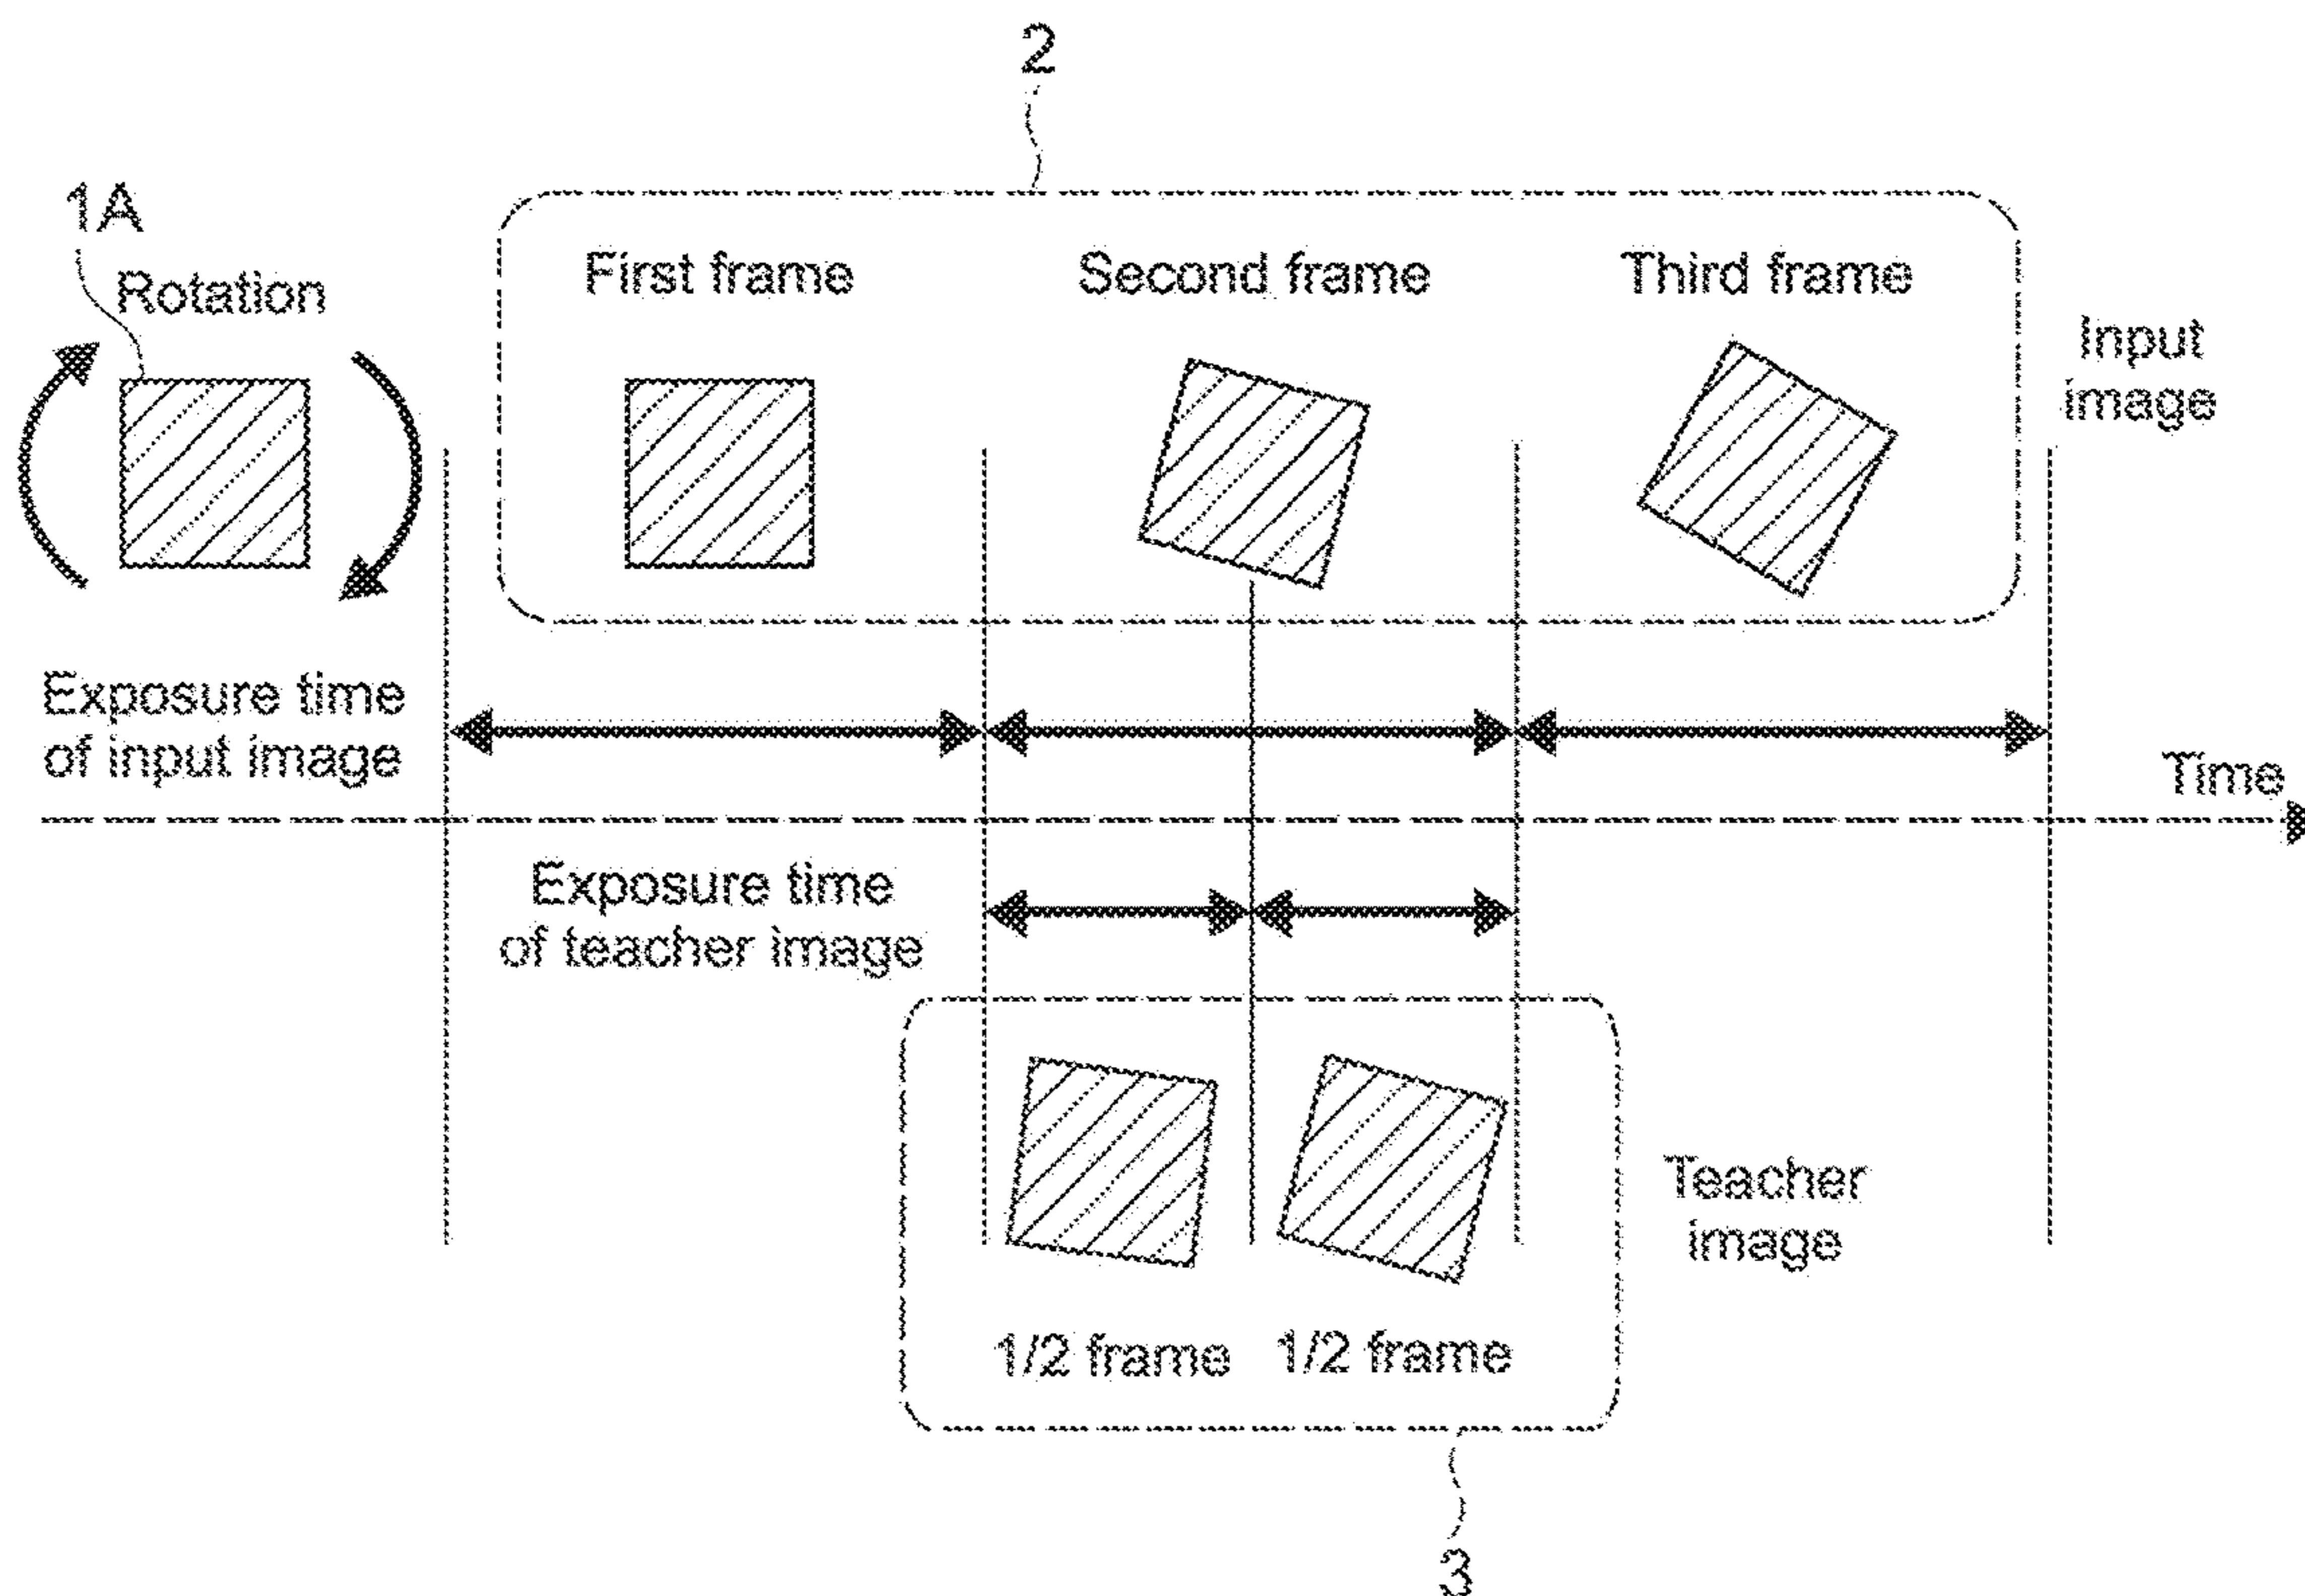 2
1A
Rotation
First frame
Second frame
Third frame
Input
image
Exposure time
of input image
Time
Exposure time
of teacher image
Teacher
image
1/2 frame
1/2 frame
3